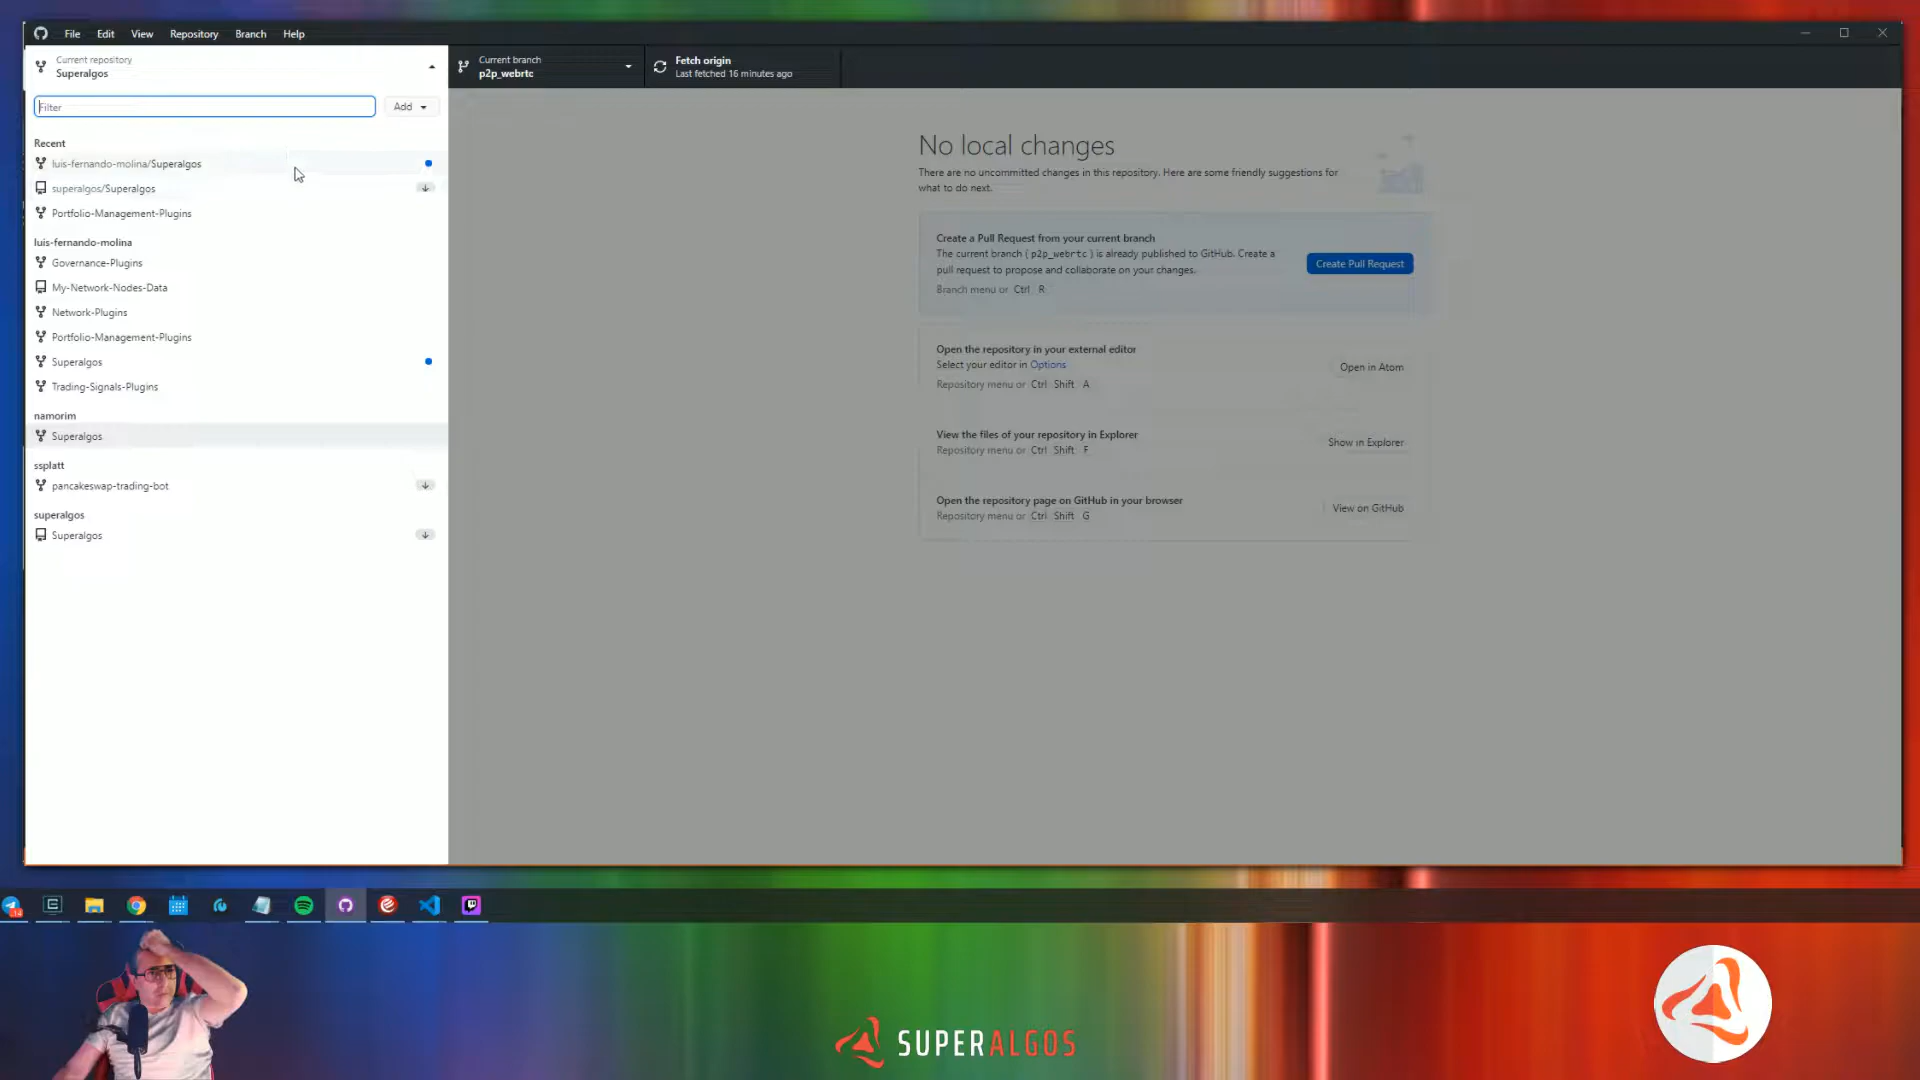 File Edit View Repository Branch Help
Current repository
Superalgos
Current branch
p2p_webrtc
Fetch origin
Last fetched 16 minutes ago
Filter
Add
Recent
luis-fernando-molina/Superalgos
superalgos/Superalgos
Portfolio-Management-Plugins
luis-fernando-molina
Governance-Plugins
My-Network-Nodes-Data
Network-Plugins
Portfolio-Management-Plugins
Superalgos
Trading-Signals-Plugins
namorim
Superalgos
ssplatt
pancakeswap-trading-bot
superalgos
Superalgos
No local changes
There are no uncommitted changes in this repository. Here are some friendly suggestions for
what to do next.
Create a Pull Request from your current branch
The current branch ( p2p_webrtc ) is already published to GitHub. Create a
pull request to propose and collaborate on your changes.
Branch menu or Ctrl R
Create Pull Request
Open the repository in your external editor
Select your editor in Options
Repository menu or Ctrl Shift A
Open in Atom
View the files of your repository in Explorer
Repository menu or Ctrl Shift F
Show in Explorer
Open the repository page on GitHub in your browser
Repository menu or Ctrl Shift G
View on GitHub
SUPERALGOS